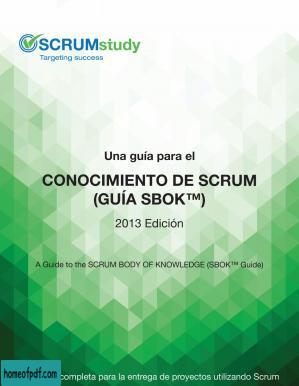 SCRUMstudy
Targeting success
Una guía para el
CONOCIMIENTO DE SCRUM
(GUÍA SBOK™)
2013 Edición
A Guide to the SCRUM BODY OF KNOWLEDGE (SBOK™ Guide)
completa para la entrega de proyectos utilizando Scrum
homeofpdf.com